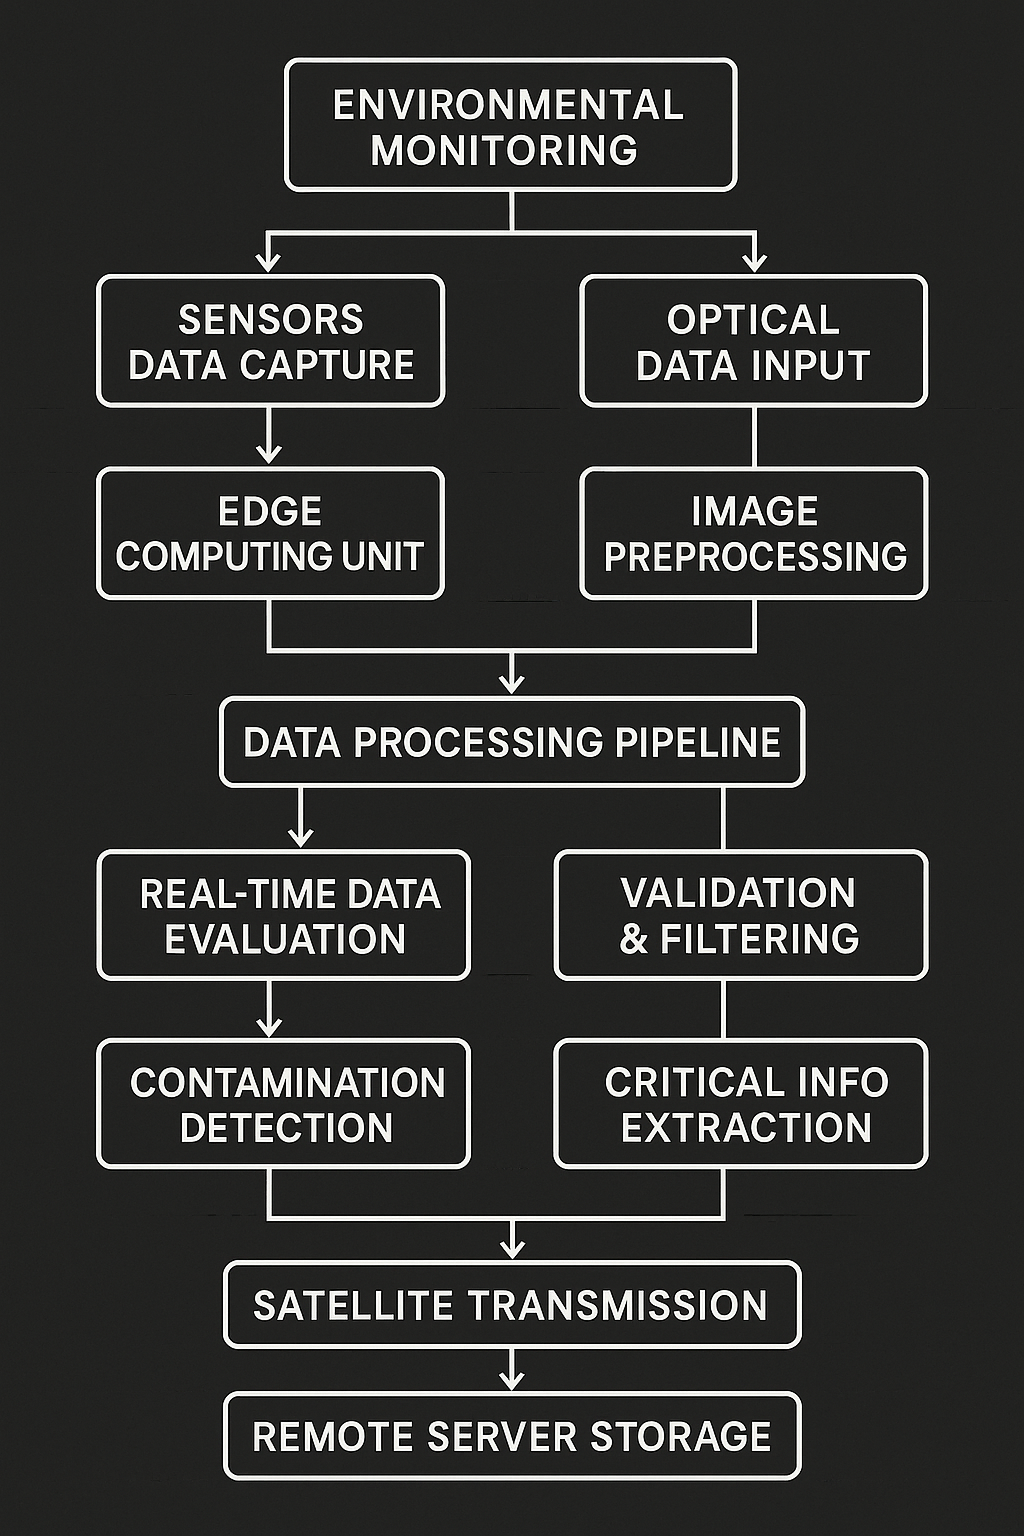 ENVIRONMENTAL
MONITORING
SENSORS
DATA CAPTURE
OPTICAL
DATA INPUT
EDGE
COMPUTING UNIT
IMAGE
PREPROCESSING
DATA PROCESSING PIPELINE
REAL-TIME DATA
EVALUATION
VALIDATION
& FILTERING
CONTAMINATION
DETECTION
CRITICAL INFO
EXTRACTION
SATELLITE TRANSMISSION
REMOTE SERVER STORAGE